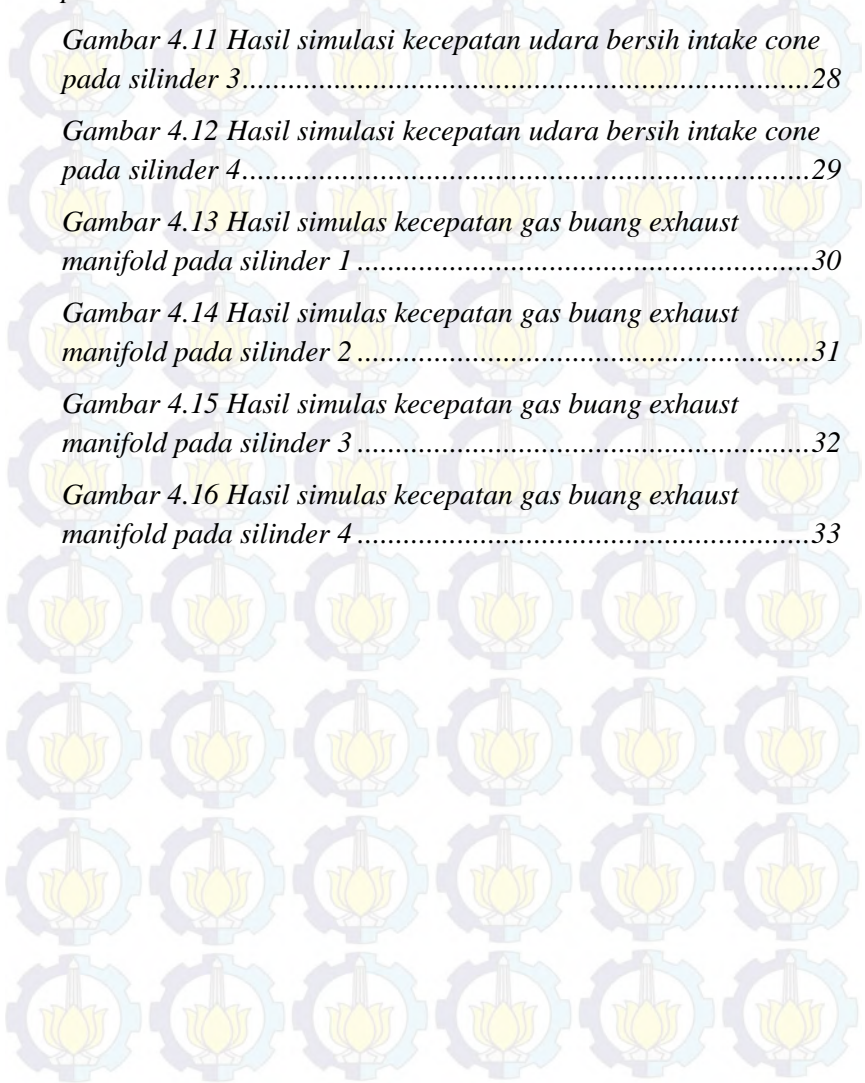 Gambar 4.11 Hasil simulasi kecepatan udara bersih intake cone
pada silinder 3..............................................................................28
Gambar 4.12 Hasil simulasi kecepatan udara bersih intake cone
pada silinder 4..............................................................................29
Gambar 4.13 Hasil simulas kecepatan gas buang exhaust
manifold pada silinder 1 ..............................................................30
Gambar 4.14 Hasil simulas kecepatan gas buang exhaust
manifold pada silinder 2 ..............................................................31
Gambar 4.15 Hasil simulas kecepatan gas buang exhaust
manifold pada silinder 3 ..............................................................32
Gambar 4.16 Hasil simulas kecepatan gas buang exhaust
manifold pada silinder 4 ..............................................................33